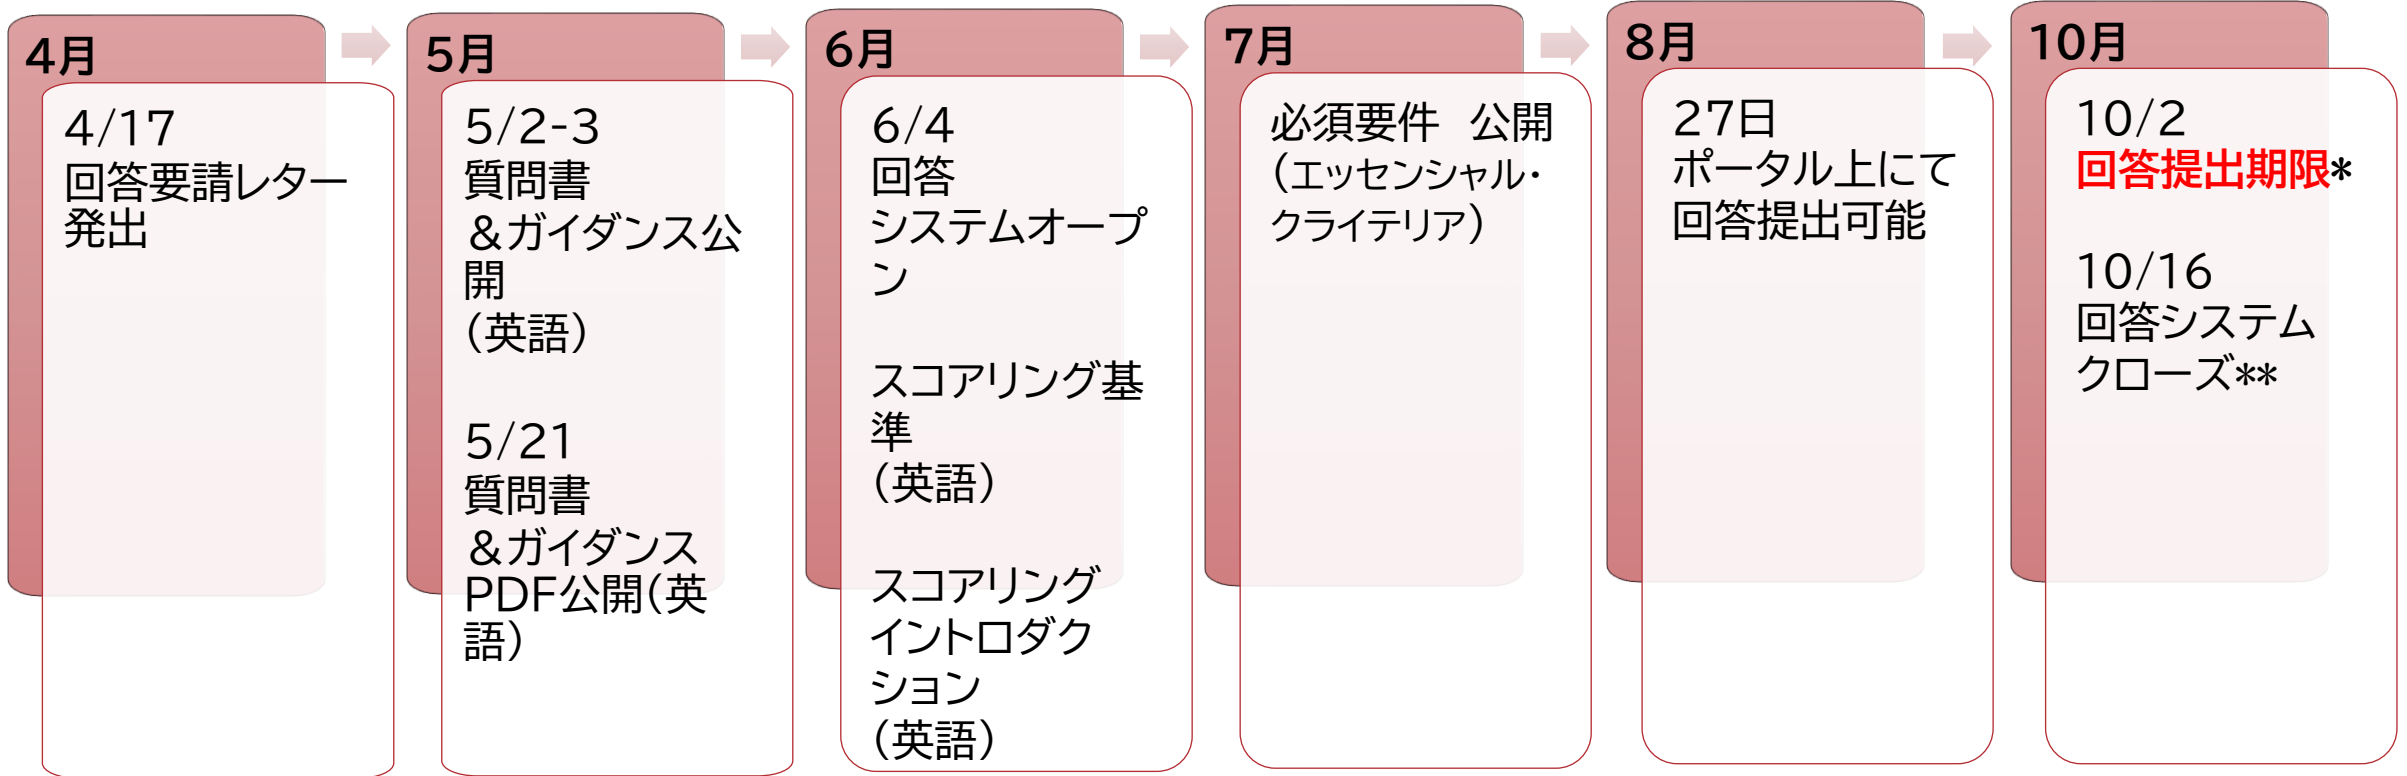 4月
4/17
回答要請レター
発出
5月
5/2-3
質問書
&ガイダンス公
開
(英語)
5/21
質問書
&ガイダンス
PDF公開(英
語)
6月
6/4
回答
システムオープ
ン
スコアリング基
準
(英語)
スコアリング
イントロダク
ション
(英語)
7月
必須要件　公開
(エッセンシャル・
クライテリア)
8月
27日
ポータル上にて
回答提出可能
10月
10/2
回答提出期限*
10/16
回答システム
クローズ**